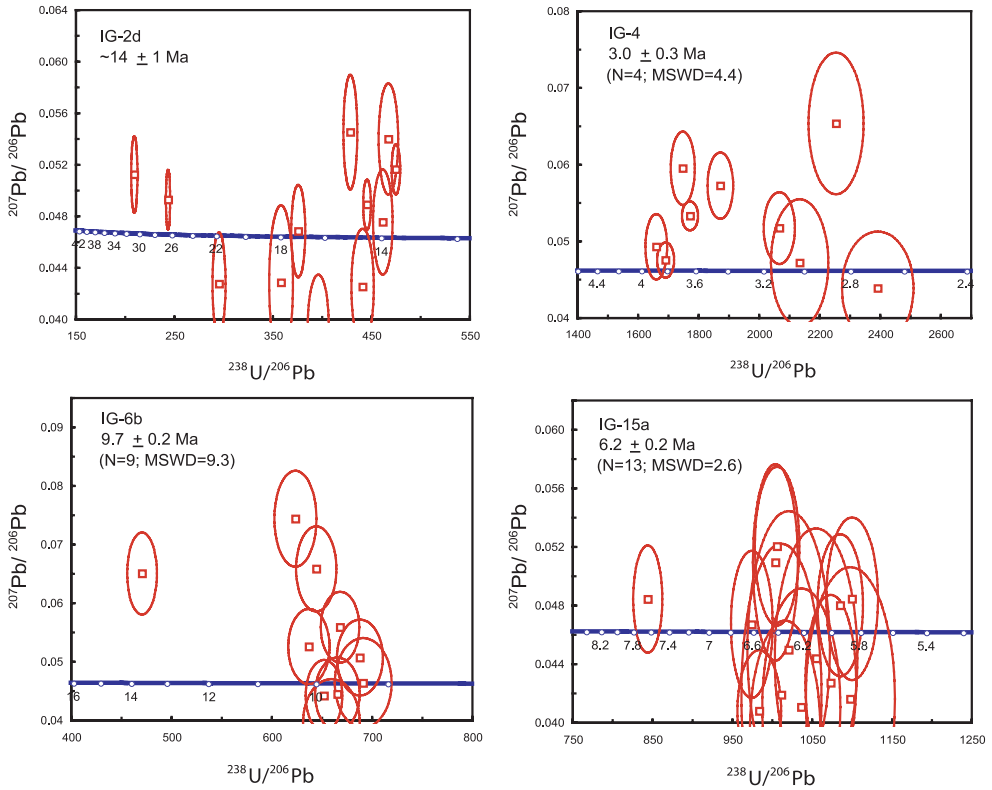 0.064
0.060
0.056
0.052
0.048
0.044
0.040
207Pb/ 206Pb
IG-2d
~14 ± 1 Ma
42 38 34 30 26 22 18 14
150 250 350 450 550
238U/206Pb
0.08
0.07
0.06
0.05
0.04
207Pb/ 206Pb
IG-4
3.0 ± 0.3 Ma
(N=4; MSWD=4.4)
4.4 4 3.6 3.2 2.8 2.4
1400 1600 1800 2000 2200 2400 2600
238U/206Pb
0.09
0.08
0.07
0.06
0.05
0.04
207Pb/ 206Pb
IG-6b
9.7 ± 0.2 Ma
(N=9; MSWD=9.3)
16 14 12 10
400 500 600 700 800
238U/206Pb
0.060
0.056
0.052
0.048
0.044
0.040
207Pb/ 206Pb
IG-15a
6.2 ± 0.2 Ma
(N=13; MSWD=2.6)
8.2 7.8 7.4 7 6.6 6.2 5.8 5.4
750 850 950 1050 1150 1250
238U/206Pb